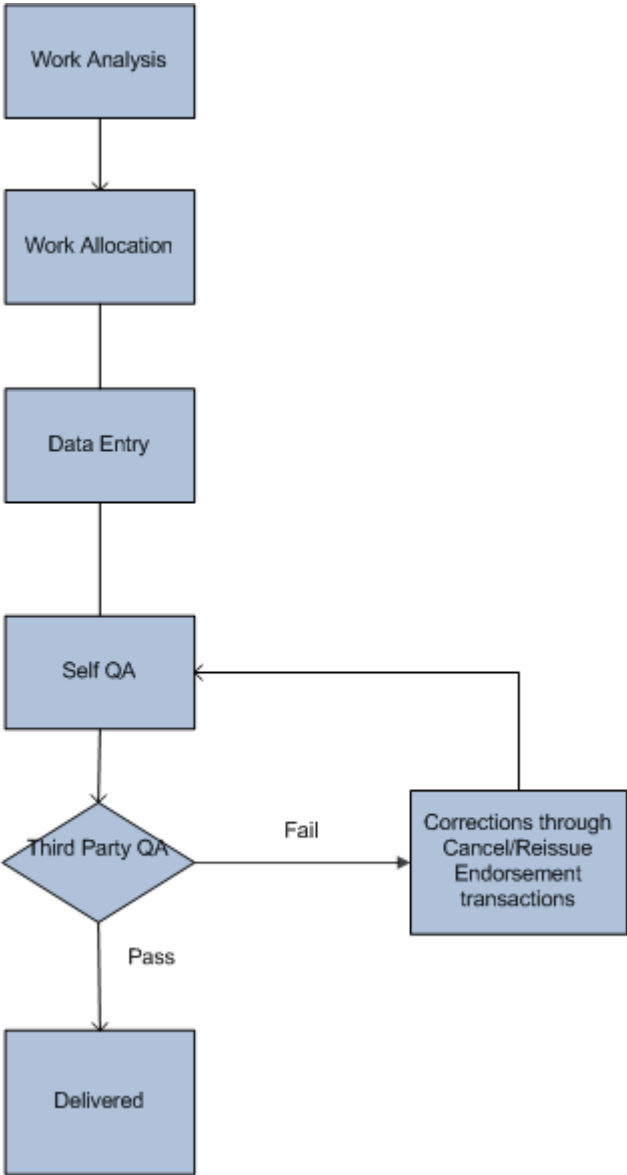 Work Analysis
Work Allocation
Data Entry
Self QA
Third Party QA
Fail
Corrections through
Cancel/Reissue
Endorsement
transactions
Pass
Delivered